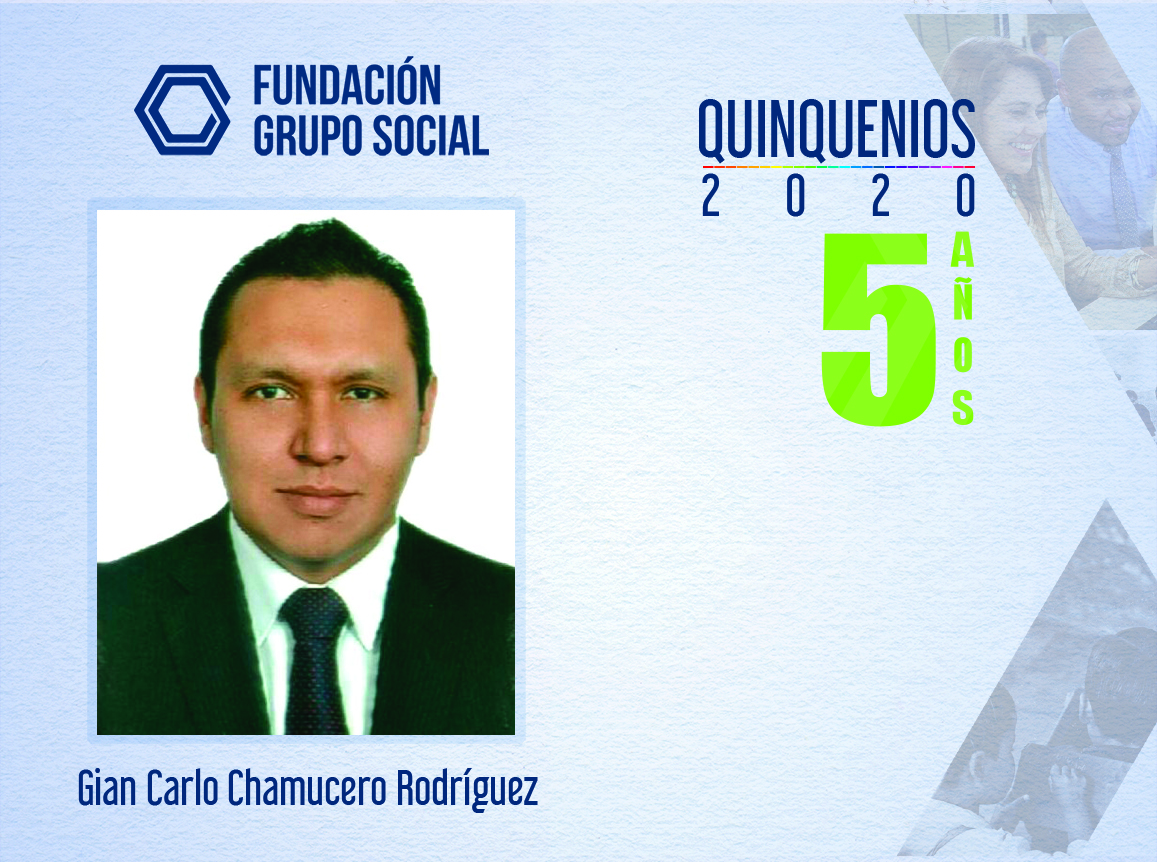 FUNDACIÓN
GRUPO SOCIAL
QUINQUENIOS
2020
5
AÑOS
Gian Carlo Chamucero Rodríguez